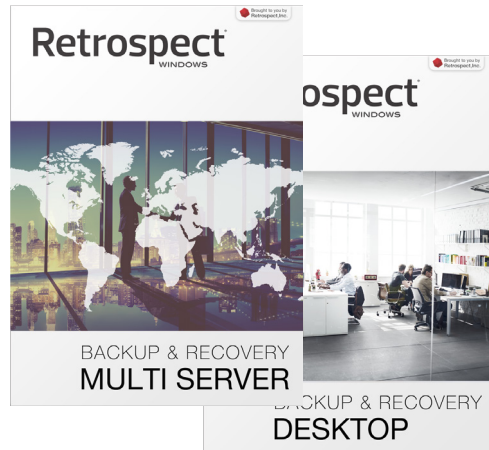 Brought to you by
Retrospect, Inc.
Retrospect
WINDOWS
BACKUP & RECOVERY
MULTI SERVER
Brought to you by
Retrospect, Inc.
ospect
WINDOWS
BACKUP & RECOVERY
DESKTOP